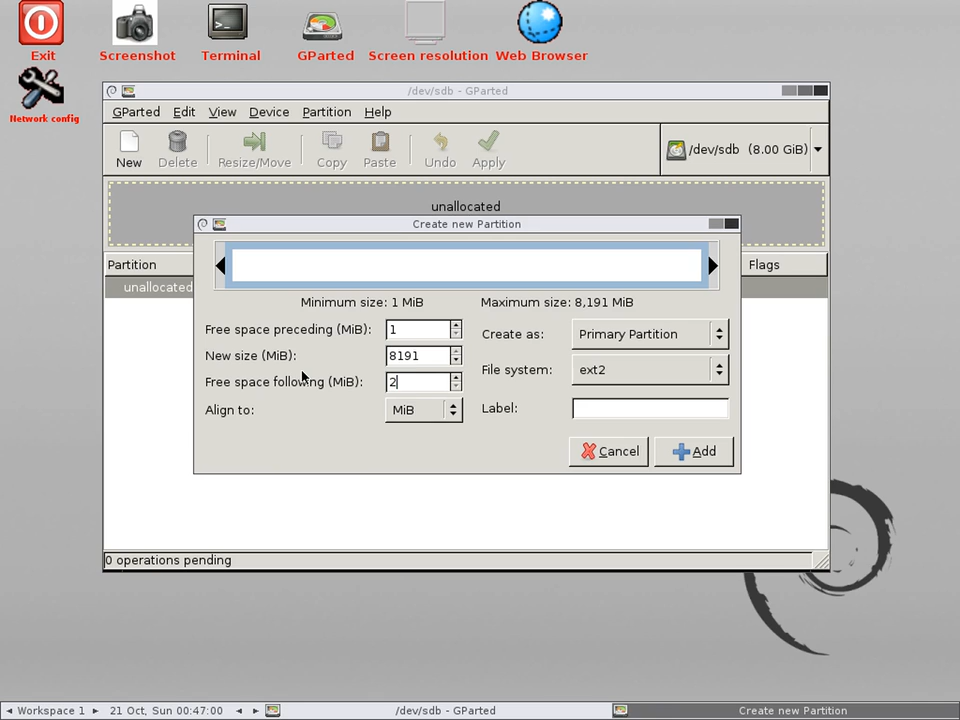 Exit
Screenshot
Terminal
GParted
Screen resolution
Web Browser
Network config
/dev/sdb - GParted
GParted Edit View Device Partition Help
New Delete Resize/Move Copy Paste Undo Apply
/dev/sdb (8.00 GiB)
unallocated
Create new Partition
Partition
Flags
unallocated
Minimum size: 1 MiB
Maximum size: 8,191 MiB
Free space preceding (MiB): 1
Create as: Primary Partition
New size (MiB): 8191
File system: ext2
Free space following (MiB): 2
Align to: MiB
Label:
Cancel
Add
0 operations pending
Workspace 1
21 Oct, Sun 00:47:00
/dev/sdb - GParted
Create new Partition